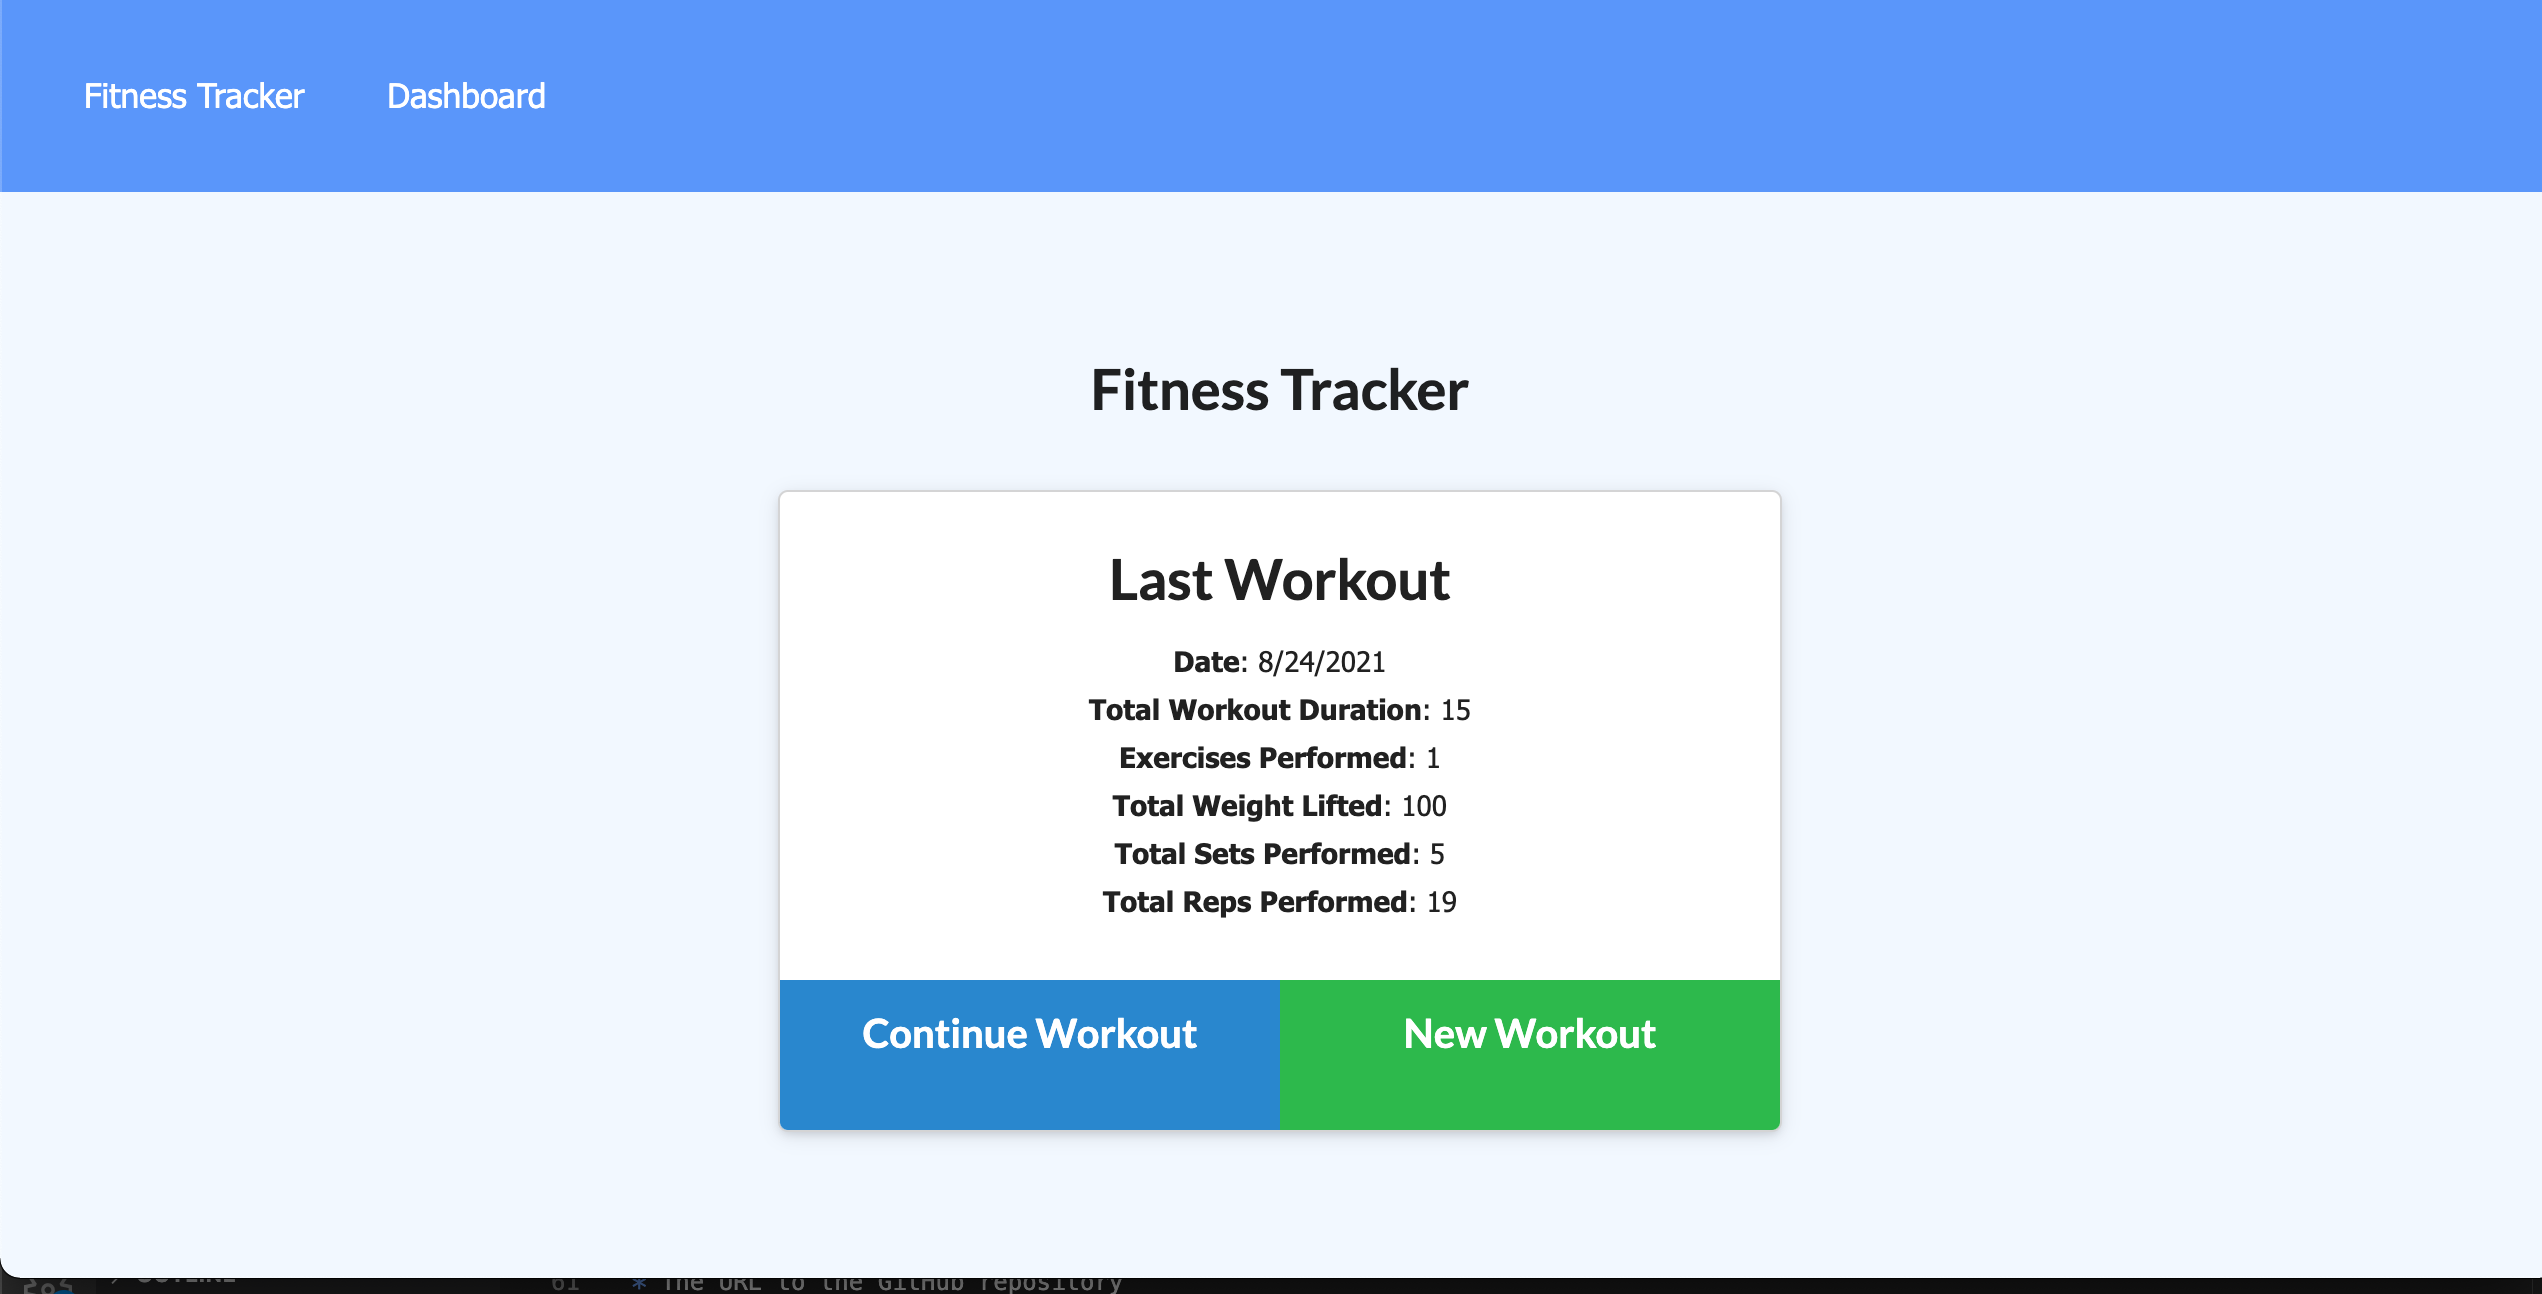 Fitness Tracker Dashboard
Fitness Tracker
Last Workout
Date: 8/24/2021
Total Workout Duration: 15
Exercises Performed: 1
Total Weight Lifted: 100
Total Sets Performed: 5
Total Reps Performed: 19
Continue Workout New Workout
61 * The URL to the GitHub repository